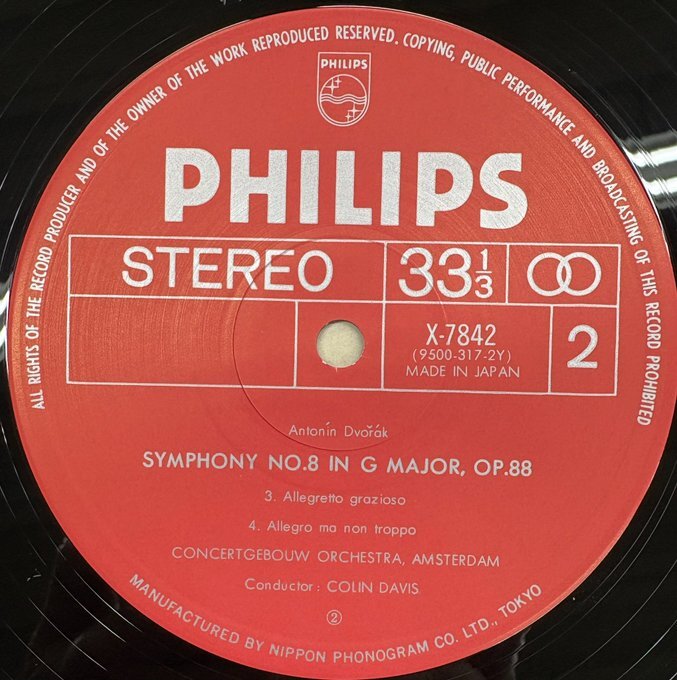 ALL RIGHTS OF THE RECORD PRODUCER AND OF THE OWNER OF THE WORK REPRODUCED RESERVED. COPYING, PUBLIC PERFORMANCE AND BROADCASTING OF THIS RECORD PROHIBITED
PHILIPS
PHILIPS
STEREO 33 1/3
X-7842
(9500-317-2Y)
MADE IN JAPAN
2
Antonín Dvořák
SYMPHONY NO.8 IN G MAJOR, OP.88
3. Allegretto grazioso
4. Allegro ma non troppo
CONCERTGEBOUW ORCHESTRA, AMSTERDAM
Conductor: COLIN DAVIS
②
MANUFACTURED BY NIPPON PHONOGRAM CO. LTD., TOKYO